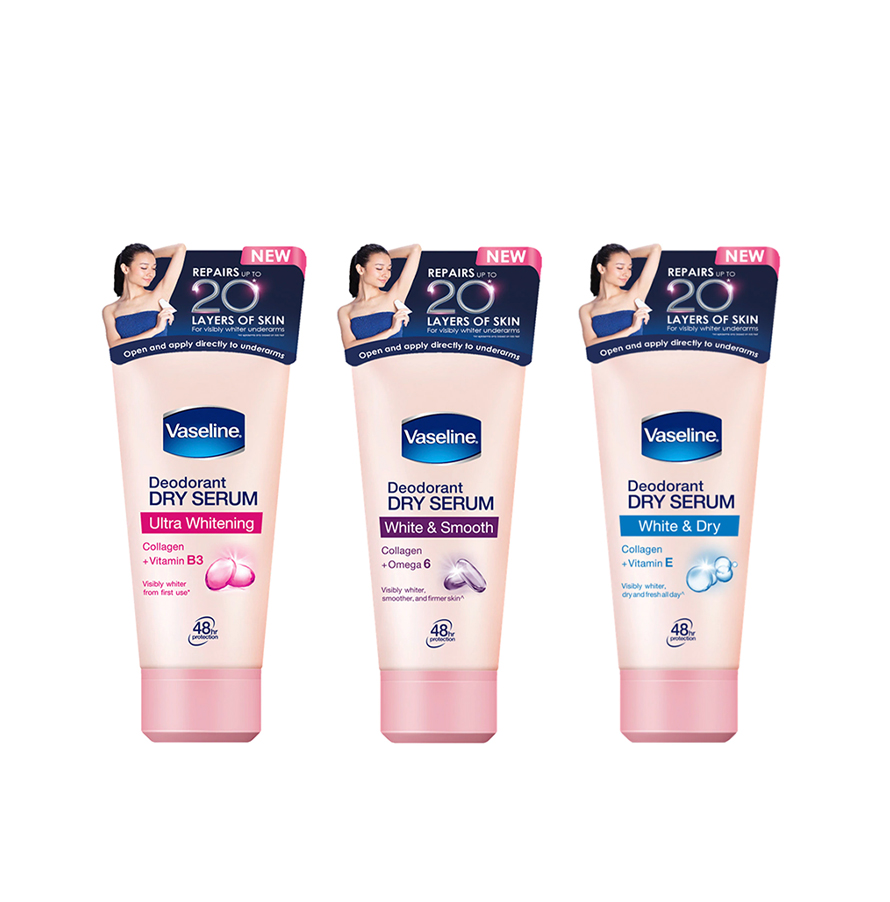 NEW
REPAIRS UP TO
20
LAYERS OF SKIN
For visibly whiter underarms
Open and apply directly to underarms
Vaseline
Deodorant
DRY SERUM
Ultra Whitening
Collagen
+Vitamin B3
Visibly whiter
from first use*
48hr
protection
NEW
REPAIRS UP TO
20
LAYERS OF SKIN
For visibly whiter underarms
Open and apply directly to underarms
Vaseline
Deodorant
DRY SERUM
White & Smooth
Collagen
+Omega 6
Visibly whiter,
smoother, and firmer skin^
48hr
protection
NEW
REPAIRS UP TO
20
LAYERS OF SKIN
For visibly whiter underarms
Open and apply directly to underarms
Vaseline
Deodorant
DRY SERUM
White & Dry
Collagen
+Vitamin E
Visibly whiter,
dry and fresh all day^
48hr
protection